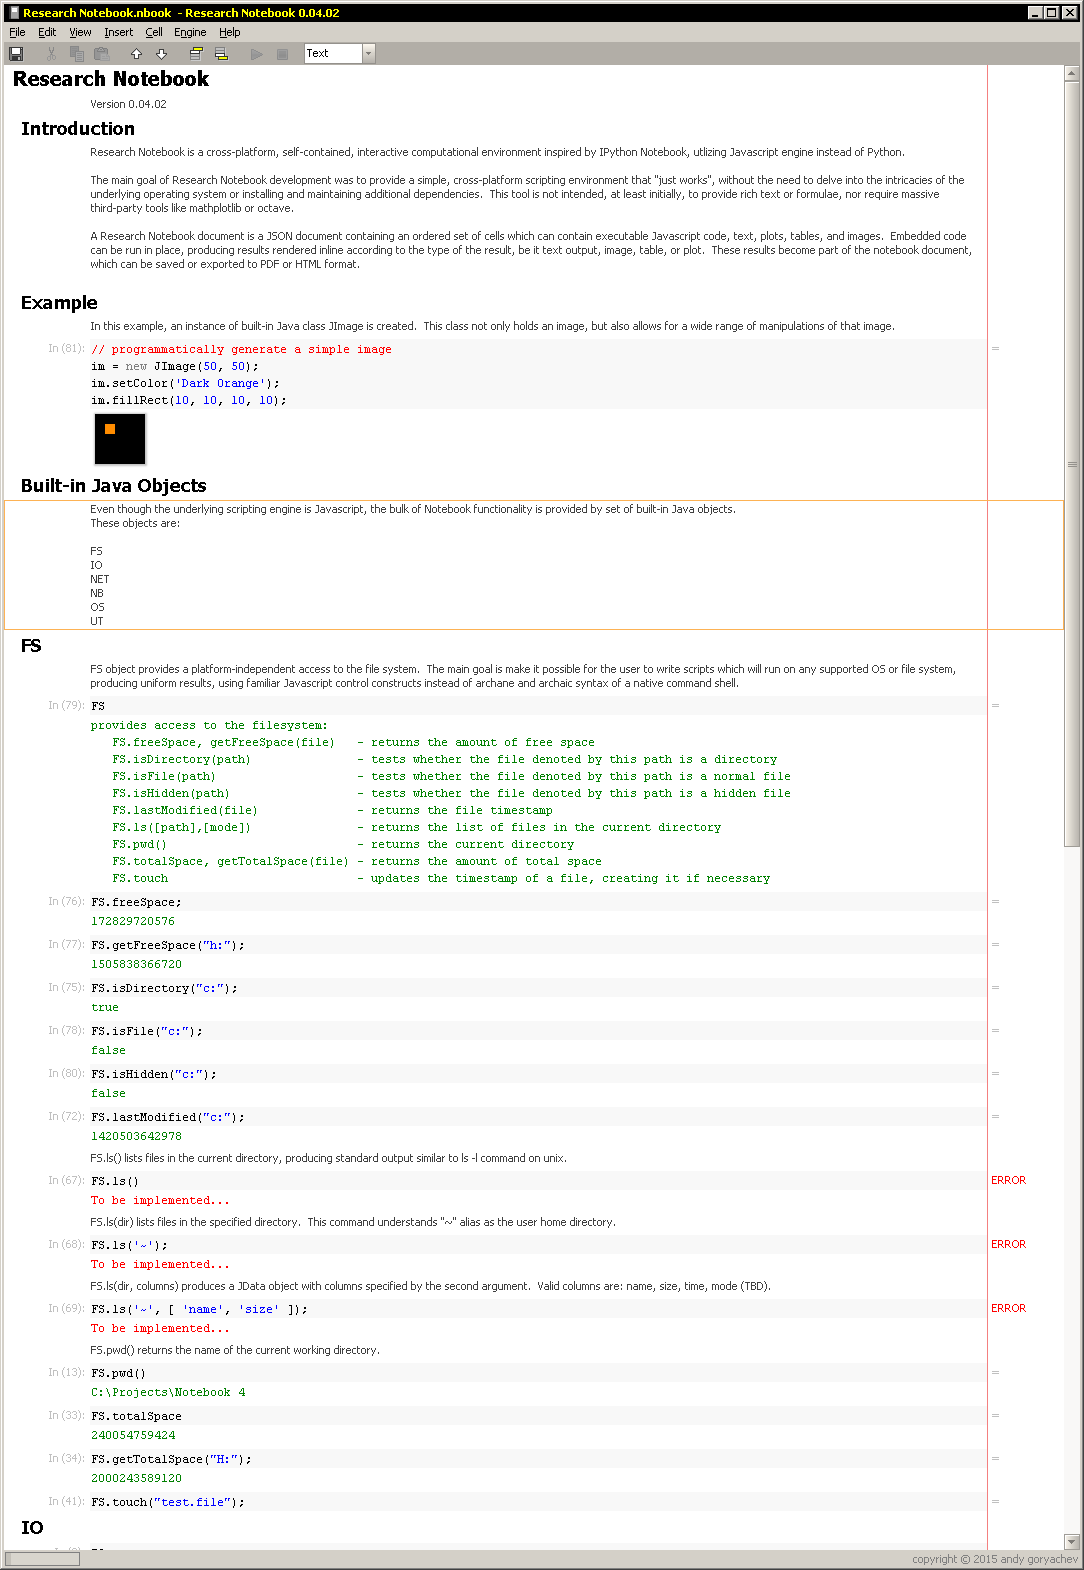 Research Notebook.nbook - Research Notebook 0.04.02
File Edit View Insert Cell Engine Help
Text
Research Notebook
Version 0.04.02
Introduction
Research Notebook is a cross-platform, self-contained, interactive computational environment inspired by IPython Notebook, utlizing Javascript engine instead of Python.
The main goal of Research Notebook development was to provide a simple, cross-platform scripting environment that "just works", without the need to delve into the intricacies of the
underlying operating system or installing and maintaining additional dependencies. This tool is not intended, at least initially, to provide rich text or formulae, nor require massive
third-party tools like mathplotlib or octave.
A Research Notebook document is a JSON document containing an ordered set of cells which can contain executable Javascript code, text, plots, tables, and images. Embedded code
can be run in place, producing results rendered inline according to the type of the result, be it text output, image, table, or plot. These results become part of the notebook document,
which can be saved or exported to PDF or HTML format.
Example
In this example, an instance of built-in Java class JImage is created. This class not only holds an image, but also allows for a wide range of manipulations of that image.
In (81): // programmatically generate a simple image =
im = new JImage(50, 50);
im.setColor('Dark Orange');
im.fillRect(10, 10, 10, 10);
Built-in Java Objects
Even though the underlying scripting engine is Javascript, the bulk of Notebook functionality is provided by set of built-in Java objects.
These objects are:
FS
IO
NET
NB
OS
UT
FS
FS object provides a platform-independent access to the file system. The main goal is make it possible for the user to write scripts which will run on any supported OS or file system,
producing uniform results, using familiar Javascript control constructs instead of archane and archaic syntax of a native command shell.
In (79): FS =
provides access to the filesystem:
FS.freeSpace, getFreeSpace(file) - returns the amount of free space
FS.isDirectory(path) - tests whether the file denoted by this path is a directory
FS.isFile(path) - tests whether the file denoted by this path is a normal file
FS.isHidden(path) - tests whether the file denoted by this path is a hidden file
FS.lastModified(file) - returns the file timestamp
FS.ls([path],[mode]) - returns the list of files in the current directory
FS.pwd() - returns the current directory
FS.totalSpace, getTotalSpace(file) - returns the amount of total space
FS.touch - updates the timestamp of a file, creating it if necessary
In (76): FS.freeSpace; =
172829720576
In (77): FS.getFreeSpace("h:"); =
1505838366720
In (75): FS.isDirectory("c:"); =
true
In (78): FS.isFile("c:"); =
false
In (80): FS.isHidden("c:"); =
false
In (72): FS.lastModified("c:"); =
1420503642978
FS.ls() lists files in the current directory, producing standard output similar to ls -l command on unix.
In (67): FS.ls() ERROR
To be implemented...
FS.ls(dir) lists files in the specified directory. This command understands "~" alias as the user home directory.
In (68): FS.ls('~'); ERROR
To be implemented...
FS.ls(dir, columns) produces a JData object with columns specified by the second argument. Valid columns are: name, size, time, mode (TBD).
In (69): FS.ls('~', [ 'name', 'size' ]); ERROR
To be implemented...
FS.pwd() returns the name of the current working directory.
In (13): FS.pwd() =
C:\Projects\Notebook 4
In (33): FS.totalSpace =
240054759424
In (34): FS.getTotalSpace("H:"); =
2000243589120
In (41): FS.touch("test.file"); =
IO
copyright © 2015 andy goryachev